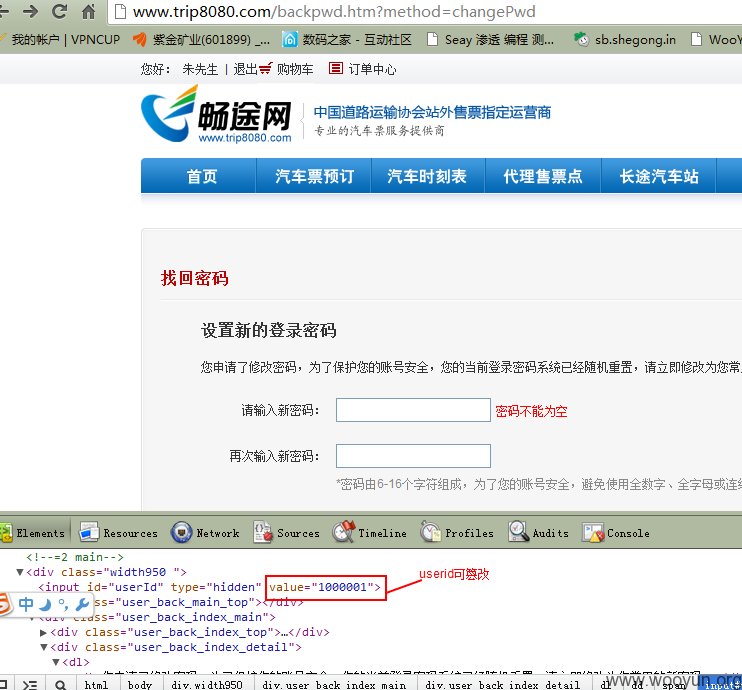 www.trip8080.com/backpwd.htm?method=changePwd
我的帐户 | VPNCUP 紫金矿业(601899) _... 数码之家 - 互动社区 Seay 渗透 编程 测... sb.shegong.in WooY
您好： 朱先生 | 退出 购物车 订单中心
畅途网
www.trip8080.com
中国道路运输协会站外售票指定运营商
专业的汽车票服务提供商
首页 汽车票预订 汽车时刻表 代理售票点 长途汽车站
找回密码
设置新的登录密码
您申请了修改密码，为了保护您的账号安全，您的当前登录密码系统已经随机重置，请立即修改为您常
请输入新密码： 密码不能为空
再次输入新密码：
*密码由6-16个字符组成，为了您的账号安全，避免使用全数字、全字母或连
Elements Resources Network Sources Timeline Profiles Audits Console
<!--=2 main-->
▼<div class="width950 ">
<input id="userId" type="hidden" value="1000001">
userid可篡改
中
class="user_back_main_top"></div>
class="user_back_index_main">
▶<div class="user_back_index_top">…</div>
▼<div class="user_back_index_detail">
▼<dl>
html body div.width950 div.user_back_index_main div.user_back_index_detail dl dd span input#
www.wooyun.org